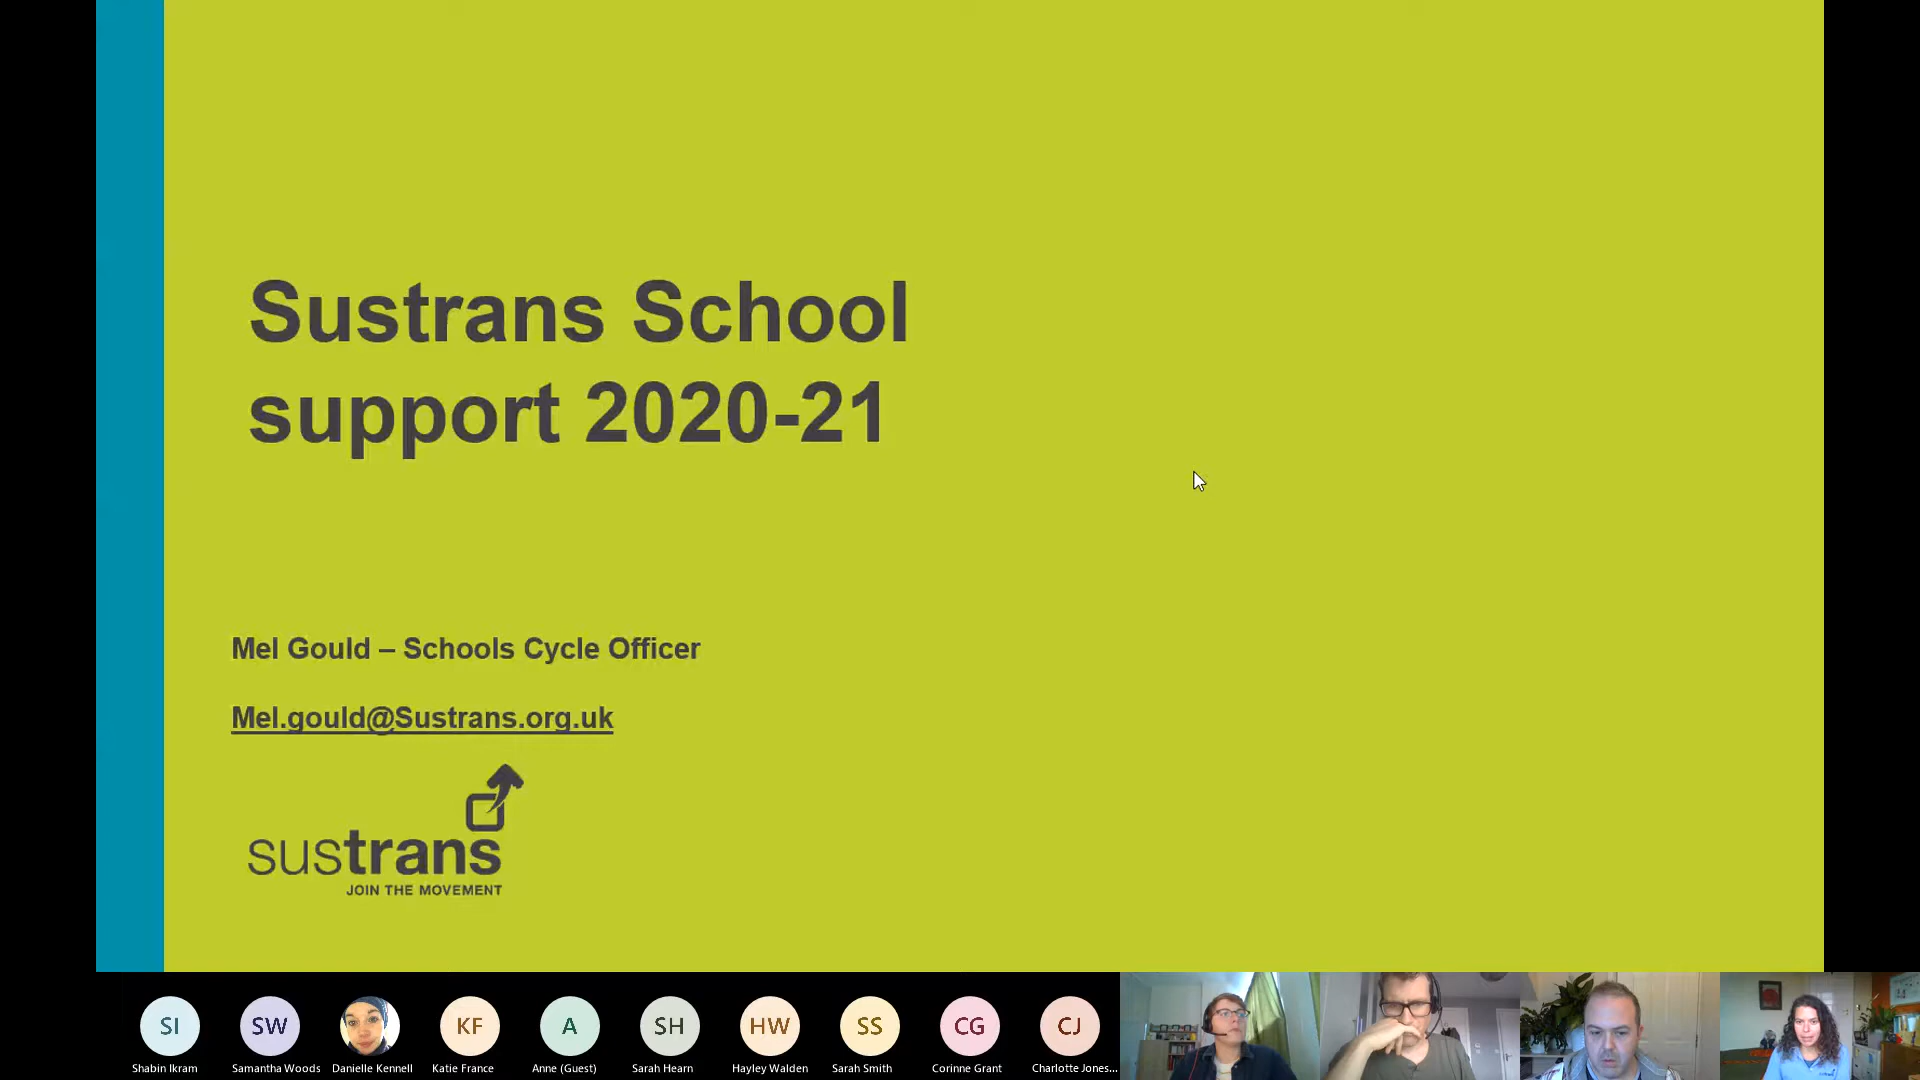 Sustrans School
support 2020-21
Mel Gould – Schools Cycle Officer
Mel.gould@Sustrans.org.uk
sustrans
JOIN THE MOVEMENT
SI
SW
KF
A
SH
HW
SS
CG
CJ
Shabin Ikram
Samantha Woods
Danielle Kennell
Katie France
Anne (Guest)
Sarah Hearn
Hayley Walden
Sarah Smith
Corinne Grant
Charlotte Jones...